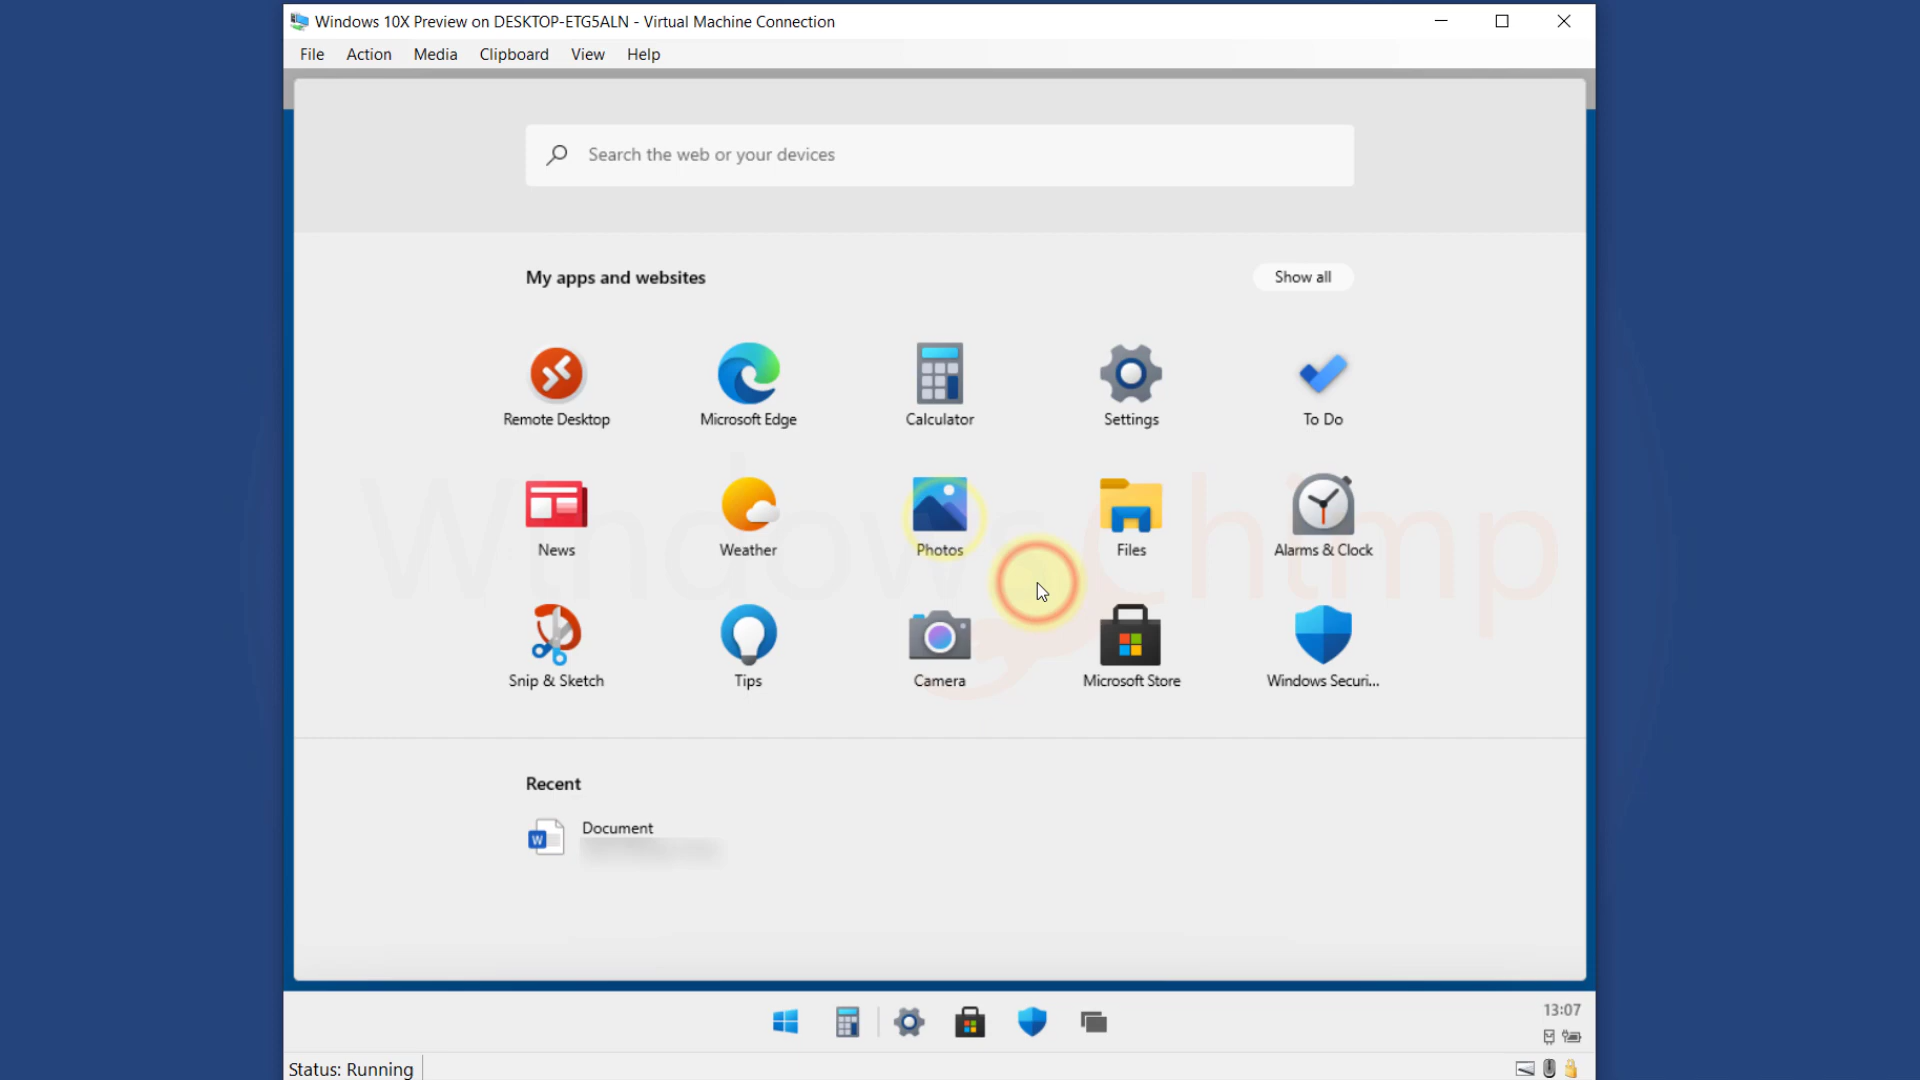 Windows 10X Preview on DESKTOP-ETG5ALN - Virtual Machine Connection
File Action Media Clipboard View Help
Search the web or your devices
My apps and websites
Show all
Remote Desktop
Microsoft Edge
Calculator
Settings
To Do
News
Weather
Photos
Files
Alarms & Clock
Snip & Sketch
Tips
Camera
Microsoft Store
Windows Securi...
WindowsChimp
Recent
W
Document
13:07
Status: Running